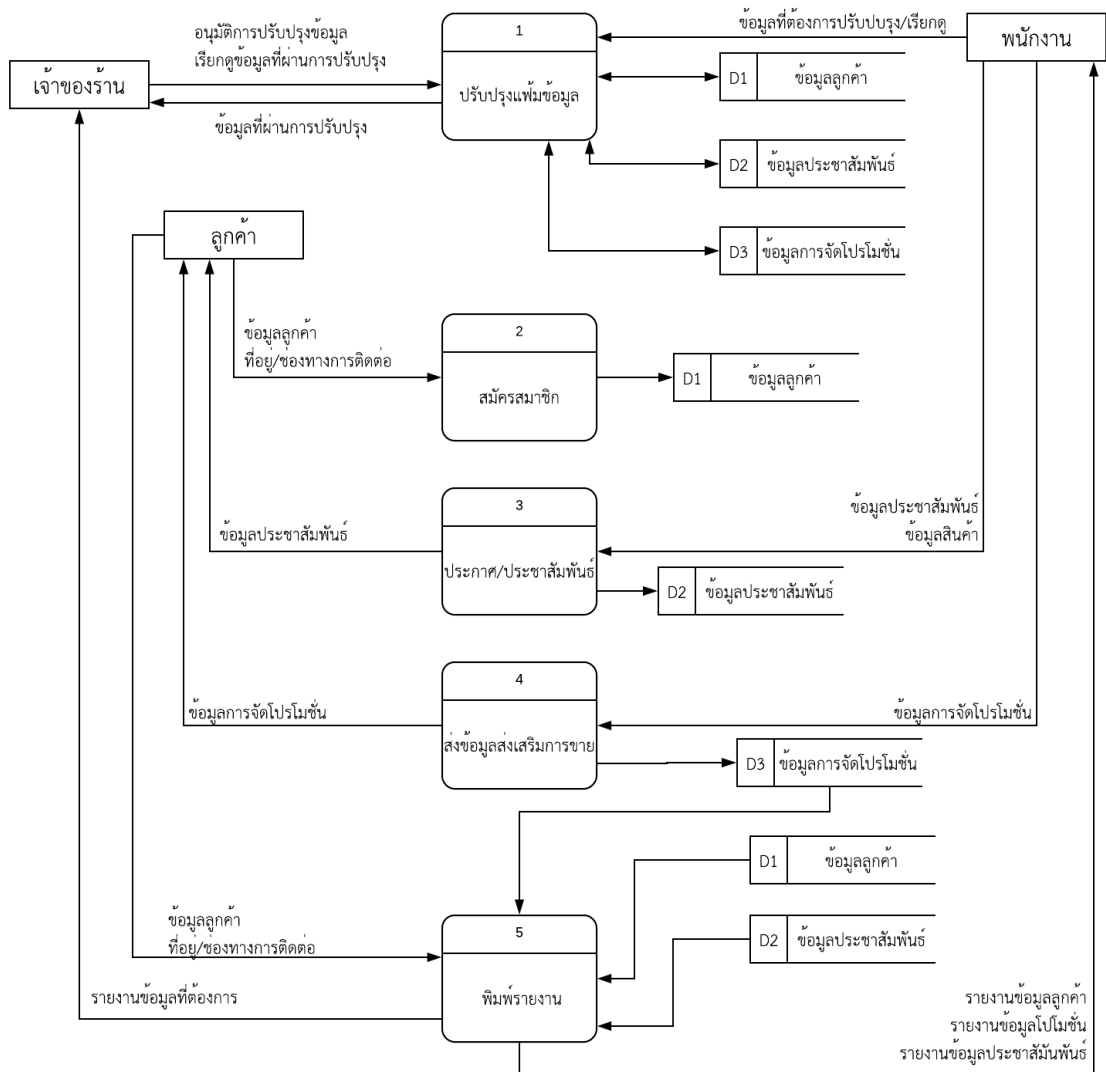 อนุมัติการปรับปรุงข้อมูล
เรียกดูข้อมูลที่ผ่านการปรับปรุง
เจ้าของร้าน
ข้อมูลที่ผ่านการปรับปรุง
1
ปรับปรุงแฟ้มข้อมูล
ข้อมูลที่ต้องการปรับปบรุง/เรียกดู
พนักงาน
D1 ข้อมูลลูกค้า
D2 ข้อมูลประชาสัมพันธ์
D3 ข้อมูลการจัดโปรโมชั่น
ลูกค้า
ข้อมูลลูกค้า
ที่อยู่/ช่องทางการติดต่อ
2
สมัครสมาชิก
D1 ข้อมูลลูกค้า
ข้อมูลประชาสัมพันธ์
3
ประกาศ/ประชาสัมพันธ์
ข้อมูลประชาสัมพันธ์
ข้อมูลสินค้า
D2 ข้อมูลประชาสัมพันธ์
ข้อมูลการจัดโปรโมชั่น
4
ส่งข้อมูลส่งเสริมการขาย
ข้อมูลการจัดโปรโมชั่น
D3 ข้อมูลการจัดโปรโมชั่น
D1 ข้อมูลลูกค้า
D2 ข้อมูลประชาสัมพันธ์
ข้อมูลลูกค้า
ที่อยู่/ช่องทางการติดต่อ
5
พิมพ์รายงาน
รายงานข้อมูลที่ต้องการ
รายงานข้อมูลลูกค้า
รายงานข้อมูลโปโมชั่น
รายงานข้อมูลประชาสัมันพันธ์